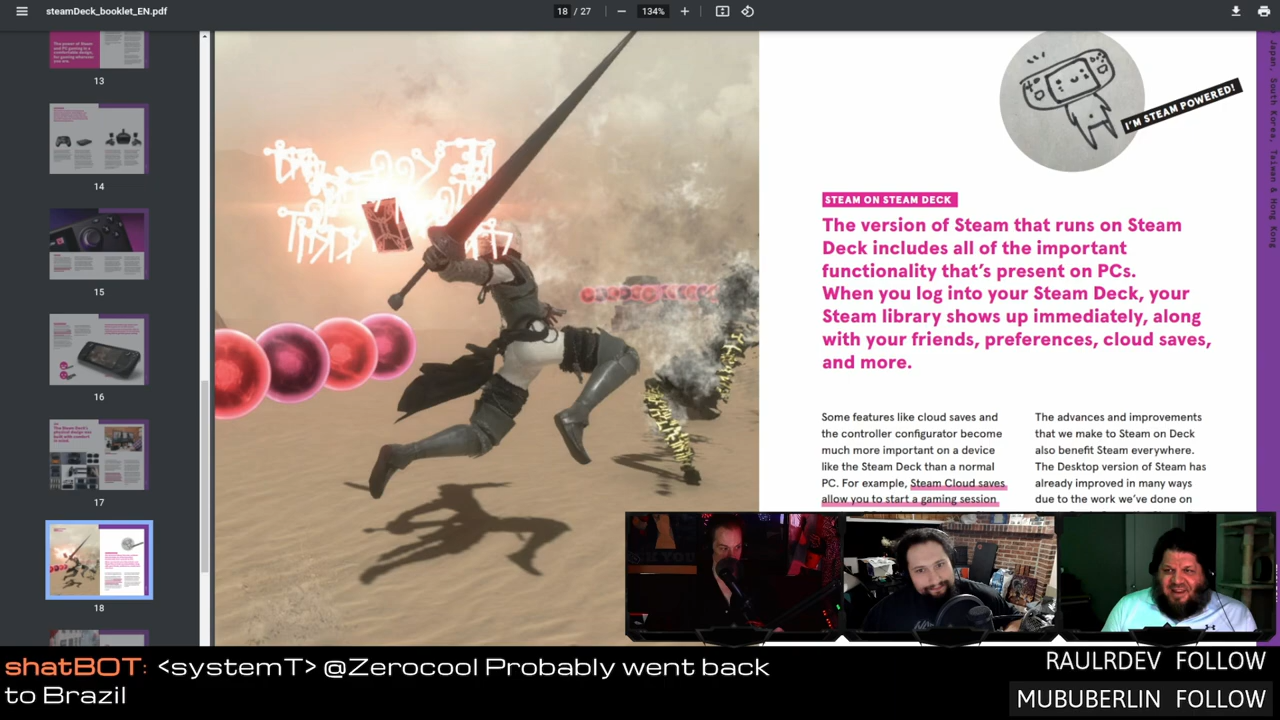 steamDeck_booklet_EN.pdf
18 / 27
134%
13
14
15
16
17
18
I'M STEAM POWERED!
Japan, South Korea, Taiwan & Hong Kong
STEAM ON STEAM DECK
The version of Steam that runs on Steam
Deck includes all of the important
functionality that's present on PCs.
When you log into your Steam Deck, your
Steam library shows up immediately, along
with your friends, preferences, cloud saves,
and more.
Some features like cloud saves and
the controller configurator become
much more important on a device
like the Steam Deck than a normal
PC. For example, Steam Cloud saves
allow you to start a gaming session
The advances and improvements
that we make to Steam on Deck
also benefit Steam everywhere.
The Desktop version of Steam has
already improved in many ways
due to the work we've done on
shatBOT: <systemT> @Zerocool Probably went back
to Brazil
RAULRDEV FOLLOW
MUBUBERLIN FOLLOW